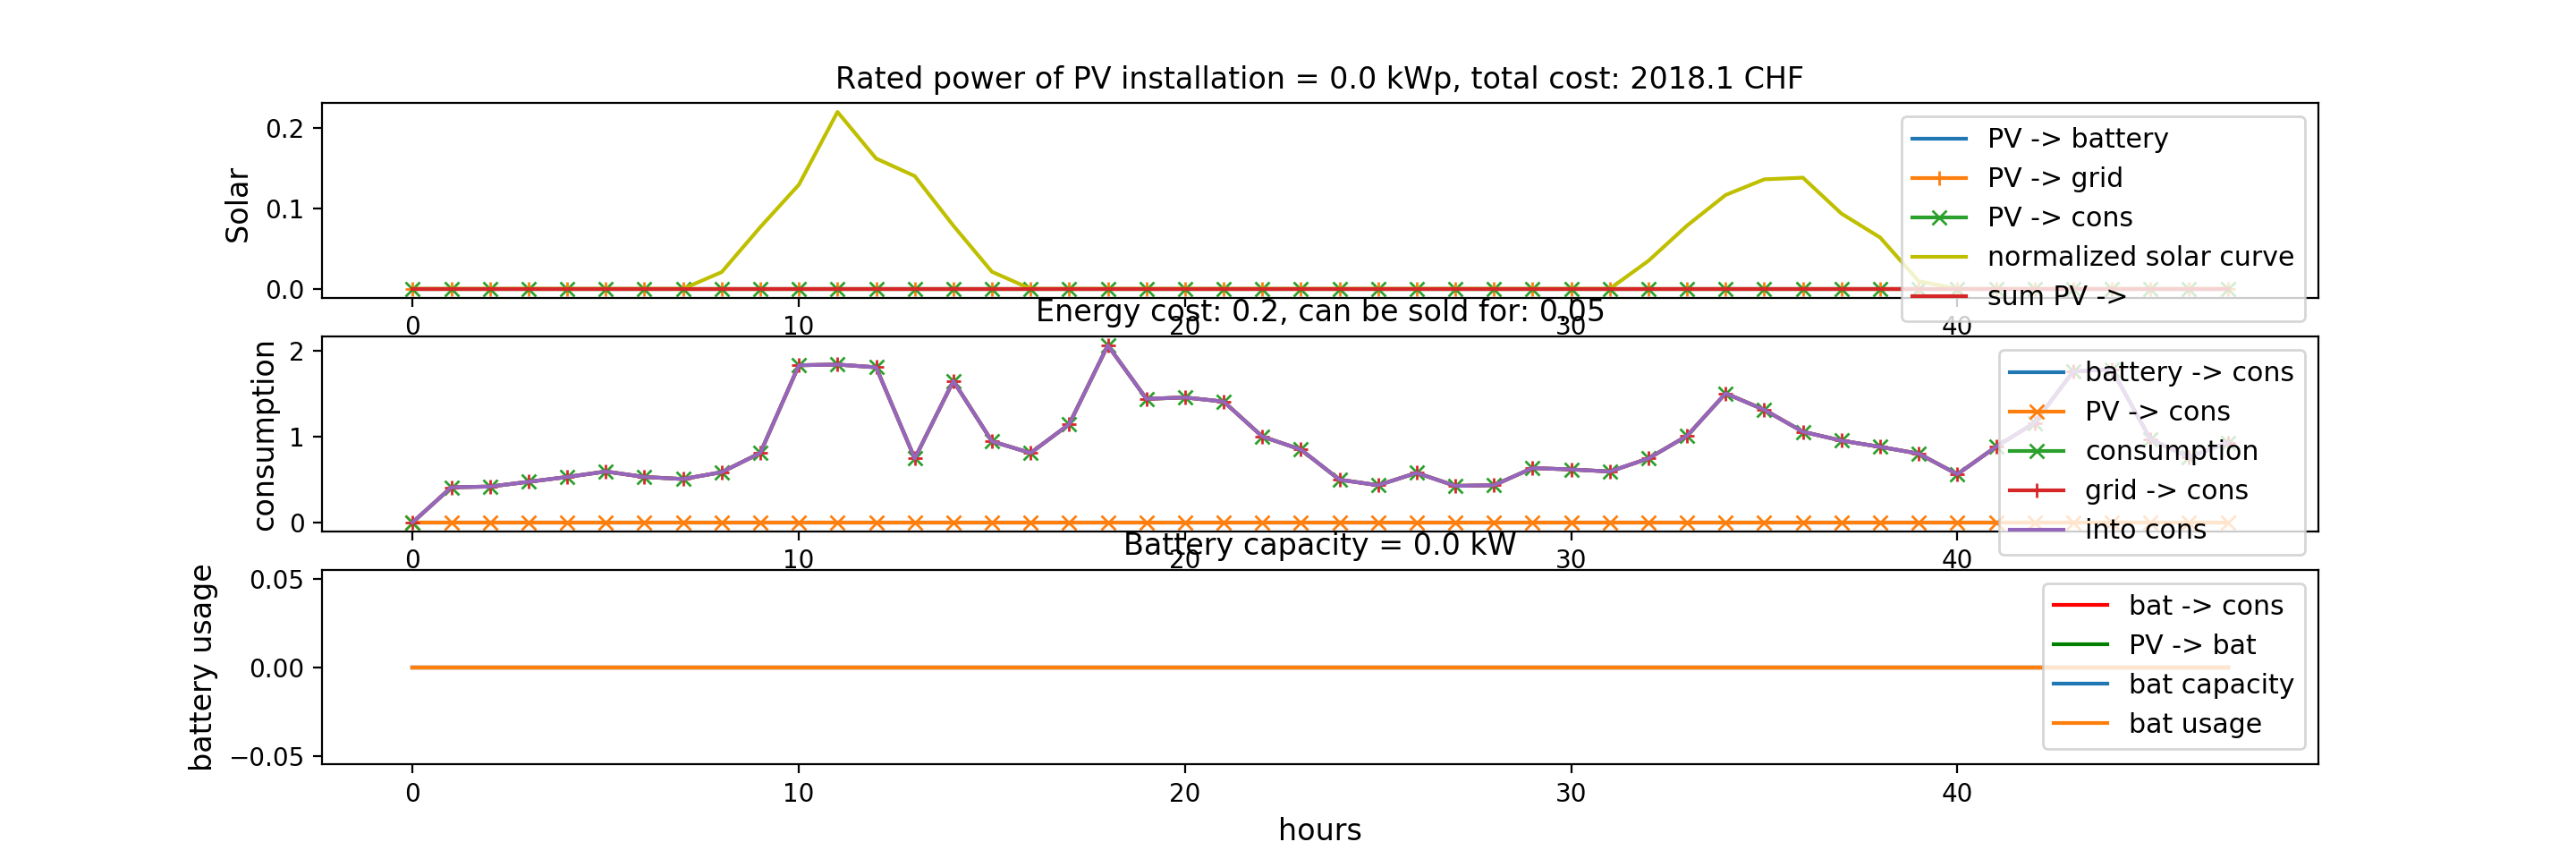 Rated power of PV installation = 0.0 kWp, total cost: 2018.1 CHF
Solar
0.2
0.1
0.0
PV -> battery
PV -> grid
PV -> cons
normalized solar curve
sum PV ->
0 10 20 30 40
Energy cost: 0.2, can be sold for: 0.05
consumption
2
1
0
battery -> cons
PV -> cons
consumption
grid -> cons
into cons
0 10 20 30 40
Battery capacity = 0.0 kW
battery usage
0.05
0.00
−0.05
bat -> cons
PV -> bat
bat capacity
bat usage
0 10 20 30 40
hours